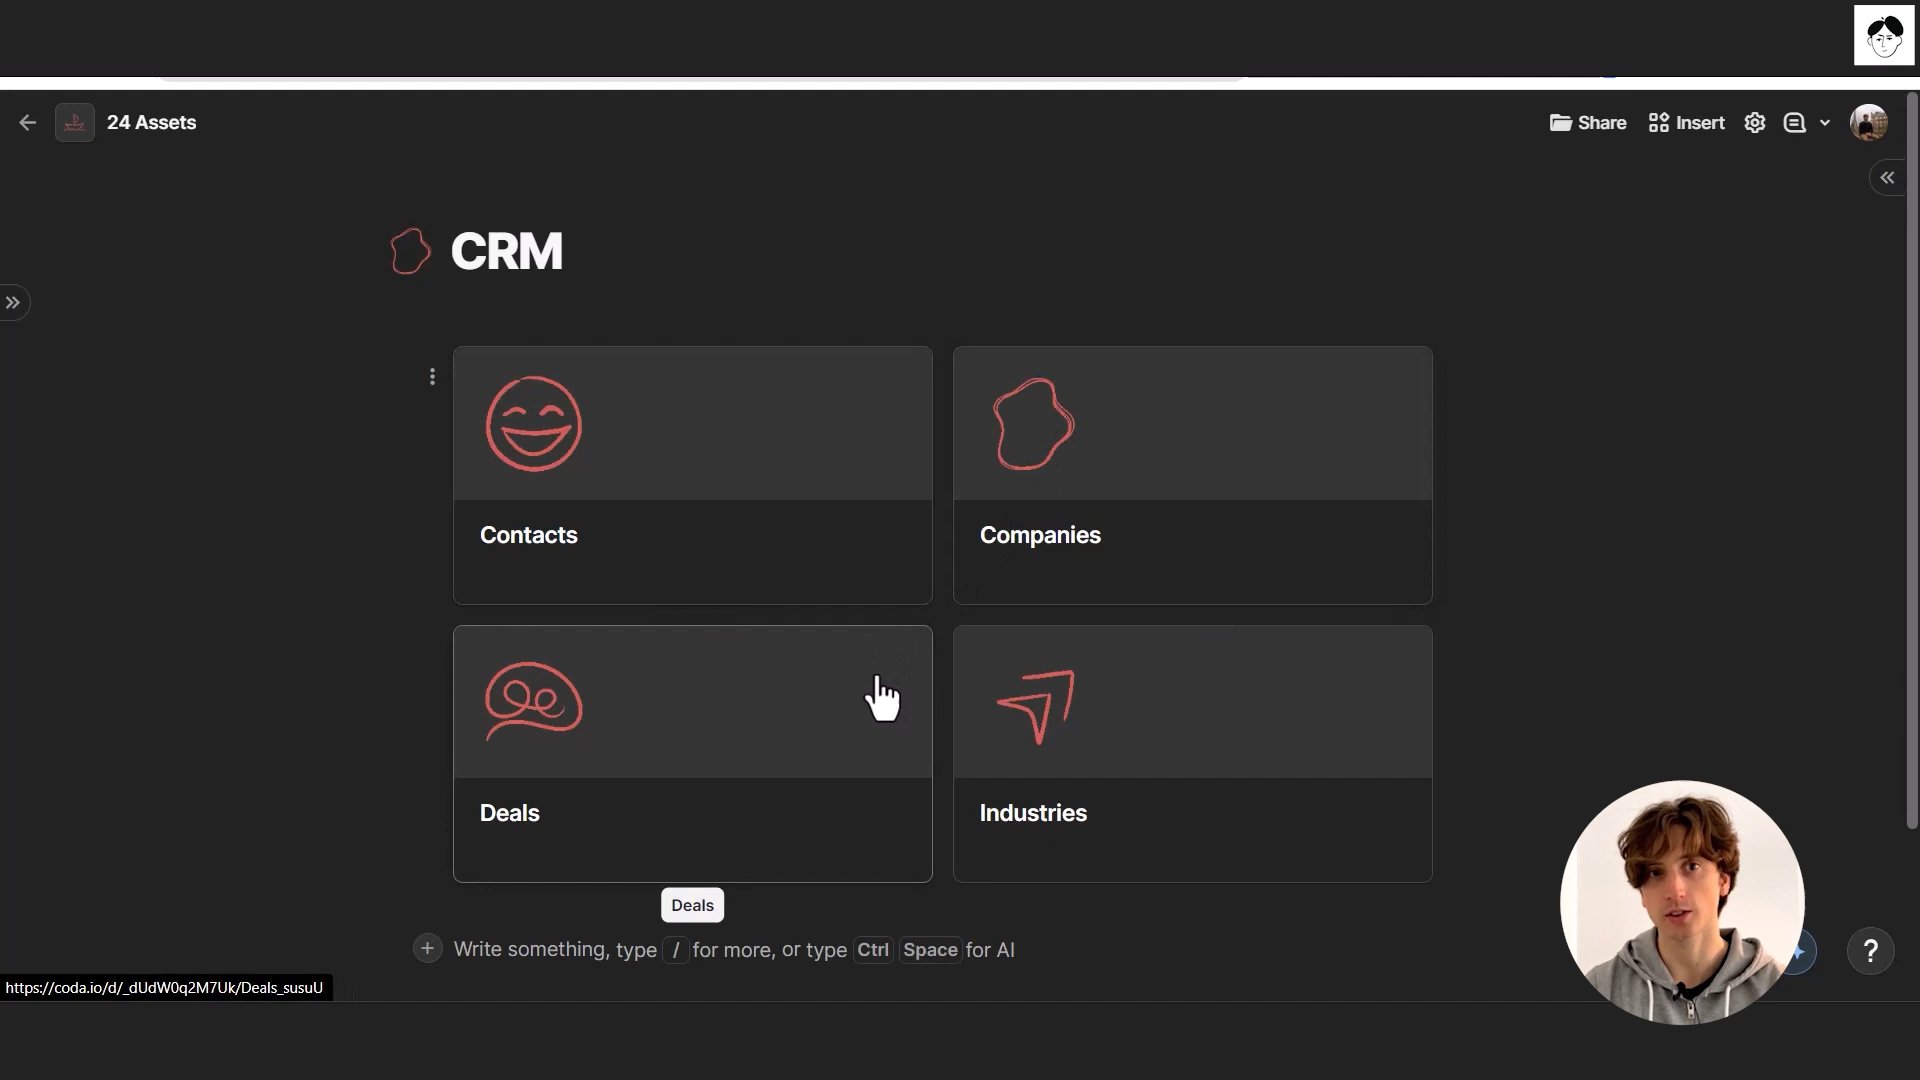 24 Assets
Share
Insert
CRM
Contacts
Companies
Deals
Industries
Deals
Write something, type / for more, or type Ctrl Space for AI
?
https://coda.io/d/_dUdW0q2M7Uk/Deals_susuU